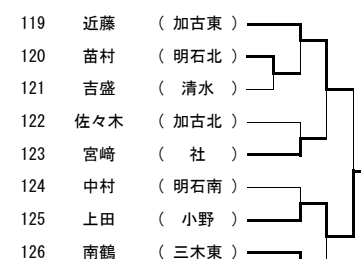 119 近藤 （ 加古東 ）
120 苗村 （ 明石北 ）
121 吉盛 （ 清水 ）
122 佐々木 （ 加古北 ）
123 宮﨑 （ 社 ）
124 中村 （ 明石南 ）
125 上田 （ 小野 ）
126 南鶴 （ 三木東 ）